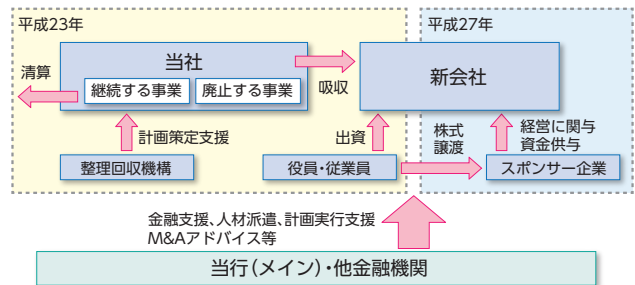 平成23年
平成27年
当社
清算
継続する事業
廃止する事業
吸収
新会社
計画策定支援
出資
株式
譲渡
経営に関与
資金供与
整理回収機構
役員・従業員
スポンサー企業
金融支援、人材派遣、計画実行支援
M&Aアドバイス等
当行(メイン)・他金融機関